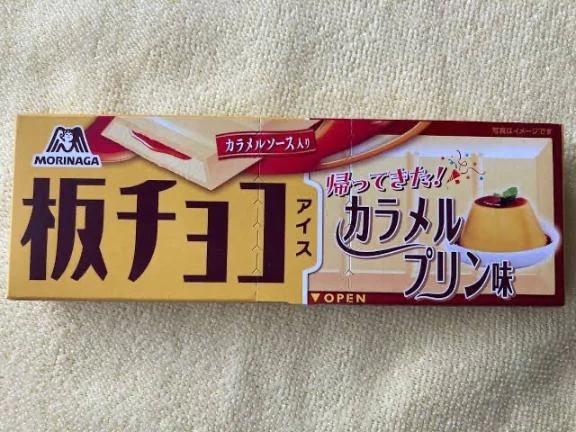 MORINAGA
カラメルソース入り
写真はイメージです
板チョコ
アイス
帰ってきた!
カラメル
プリン味
▼OPEN